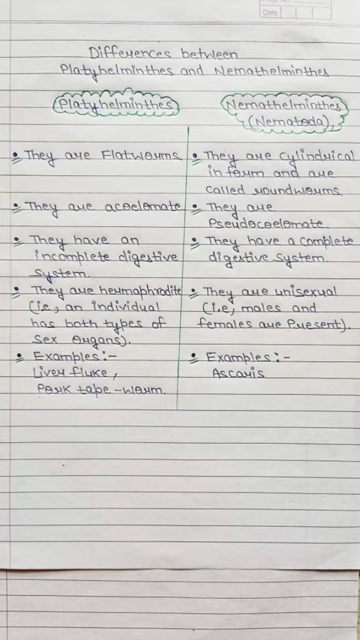 Date
Differences between
Platyhelminthes and Nemathelminthes
Platyhelminthes
Nemathelminthes
(Nematoda)
They are Flatworms
They are acoelomate
They have an
incomplete digestive
system.
They are hermaphrodite
(i.e, an individual
has both types of
sex organs).
Examples:-
Liver fluke,
Pork tape-worm.
They are cylindrical
in form and are
called roundworms.
They are
Pseudocoelomate.
They have a complete
digestive system.
They are unisexual
(i.e, males and
females are present).
Examples:-
Ascaris